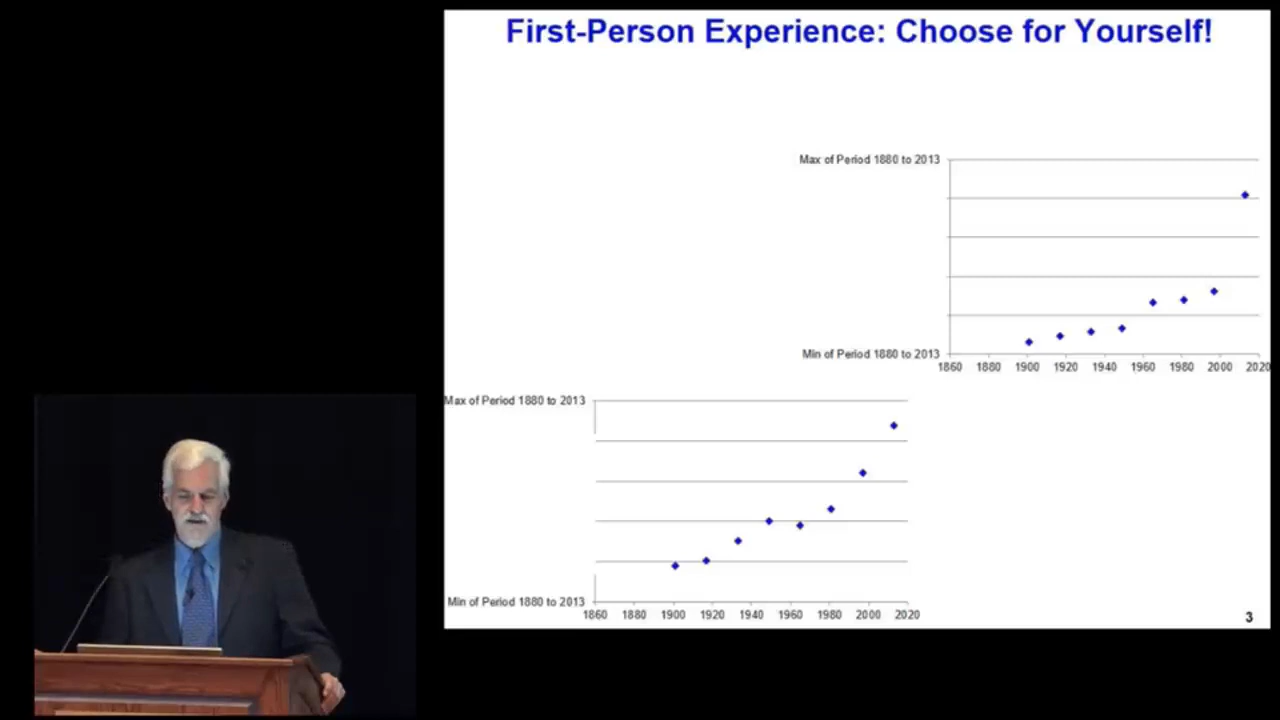 First-Person Experience: Choose for Yourself!
Max of Period 1880 to 2013
Min of Period 1880 to 2013
1860 1880 1900 1920 1940 1960 1980 2000 2020
Max of Period 1880 to 2013
Min of Period 1880 to 2013
1860 1880 1900 1920 1940 1960 1980 2000 2020
3